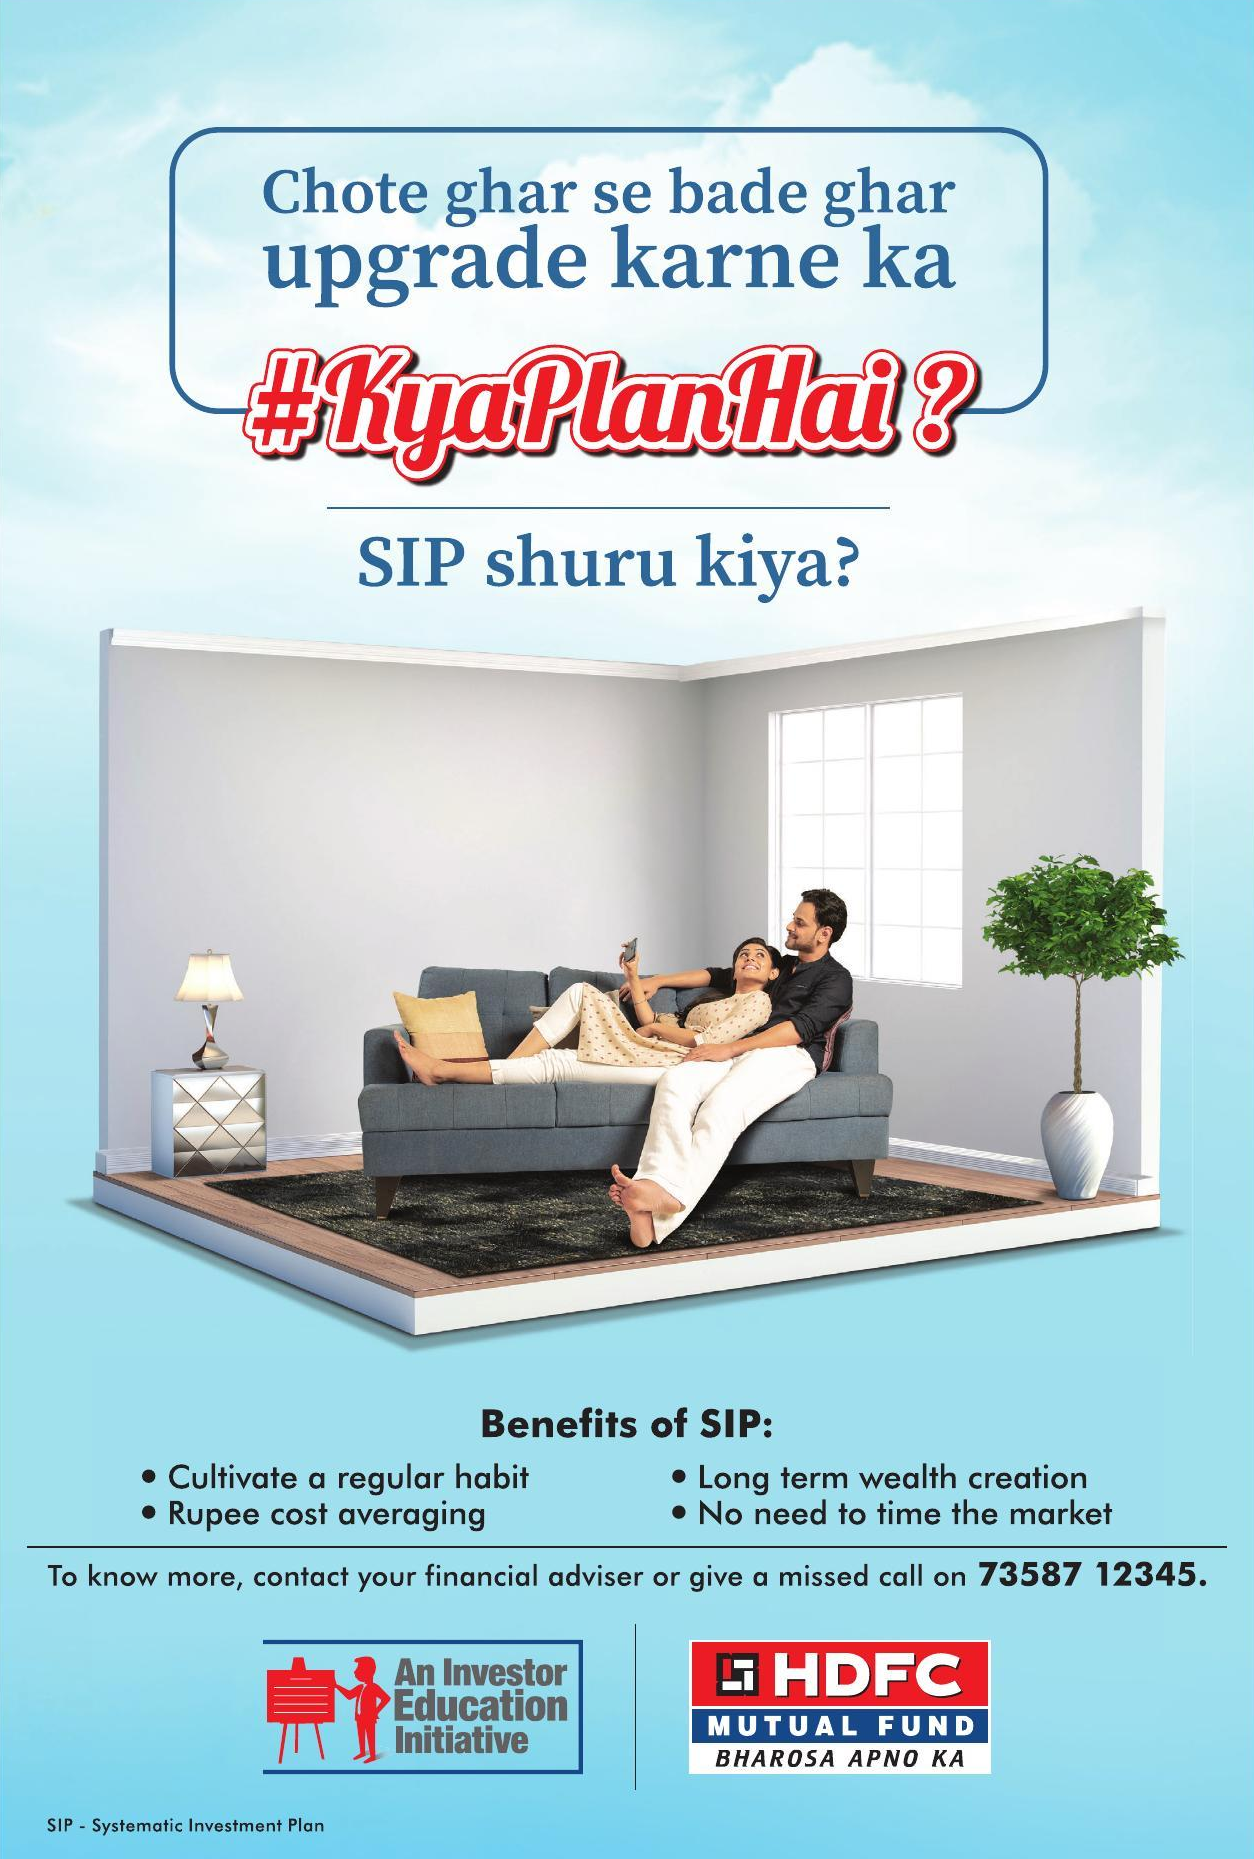 Chote ghar se bade ghar
upgrade karne ka
#KyaPlanHai?
SIP shuru kiya?
Benefits of SIP:
• Cultivate a regular habit
• Rupee cost averaging
• Long term wealth creation
• No need to time the market
To know more, contact your financial adviser or give a missed call on 73587 12345.
An Investor
Education
Initiative
HDFC
MUTUAL FUND
BHAROSA APNO KA
SIP - Systematic Investment Plan